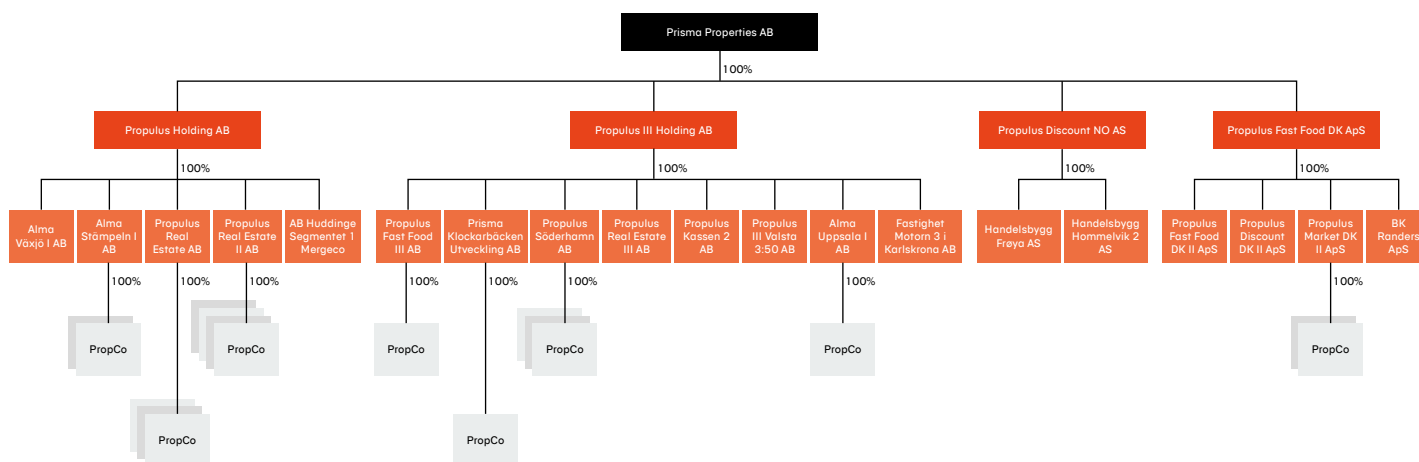 Prisma Properties AB
100%
Propulus Holding AB
Propulus III Holding AB
Propulus Discount NO AS
Propulus Fast Food DK ApS
100%
100%
100%
100%
Alma
Växjö I AB
Alma
Stämpeln I
AB
Propulus
Real
Estate AB
Propulus
Real Estate
II AB
AB Huddinge
Segmentet 1
Mergeco
Propulus
Fast Food
III AB
Prisma
Klockarbäcken
Utveckling AB
Propulus
Söderhamn
AB
Propulus
Real Estate
III AB
Propulus
Kassen 2
AB
Propulus
III Valsta
3:50 AB
Alma
Uppsala I
AB
Fastighet
Motorn 3 i
Karlskrona AB
Handelsbygg
Frøya AS
Handelsbygg
Hommelvik 2
AS
Propulus
Fast Food
DK II ApS
Propulus
Discount
DK II ApS
Propulus
Market DK
II ApS
BK
Randers
ApS
100%
100%
100%
100%
100%
100%
100%
100%
PropCo
PropCo
PropCo
PropCo
PropCo
PropCo
PropCo
PropCo